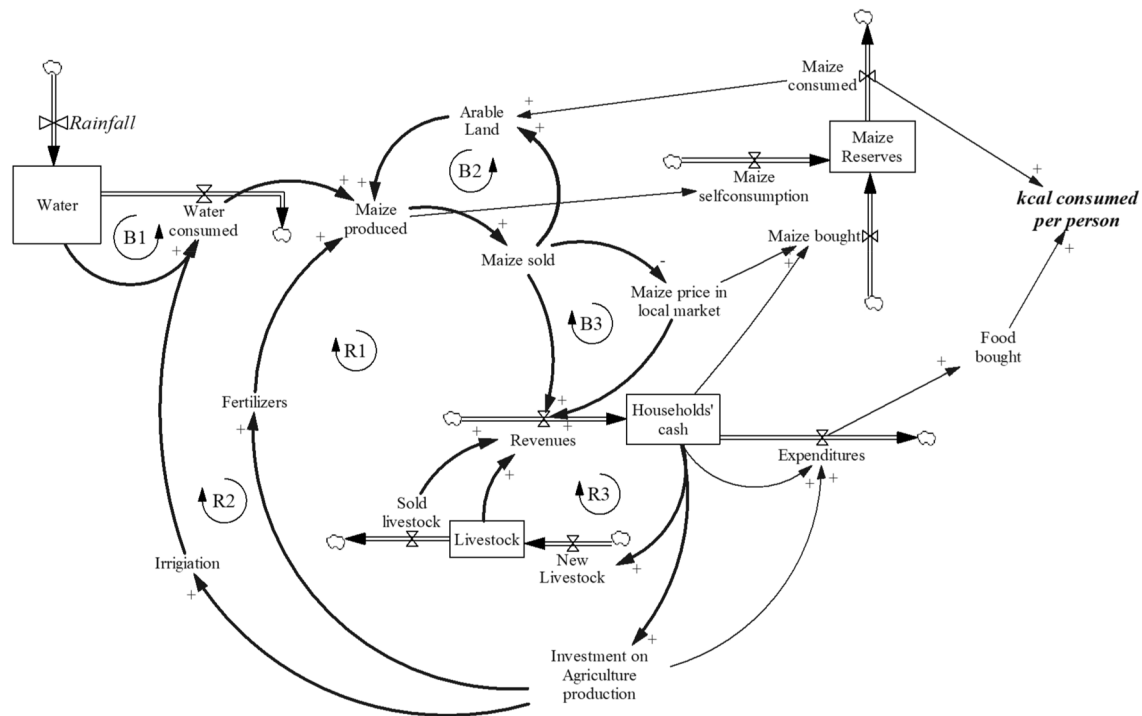 Maize
consumed
Rainfall
Arable
Land
Maize
Reserves
B2
Maize
selfconsumption
Water
Water
consumed
Maize
produced
kcal consumed
per person
B1
Maize bought
Maize sold
Maize price in
local market
B3
R1
Food
bought
Fertilizers
Households'
cash
Revenues
Expenditures
R2
Sold
livestock
R3
Livestock
Irrigiation
New
Livestock
Investment on
Agriculture
production
+
+
+
+
+
+
+
+
+
-
+
+
+
+
+
+
+
+
+
+
+
+
+